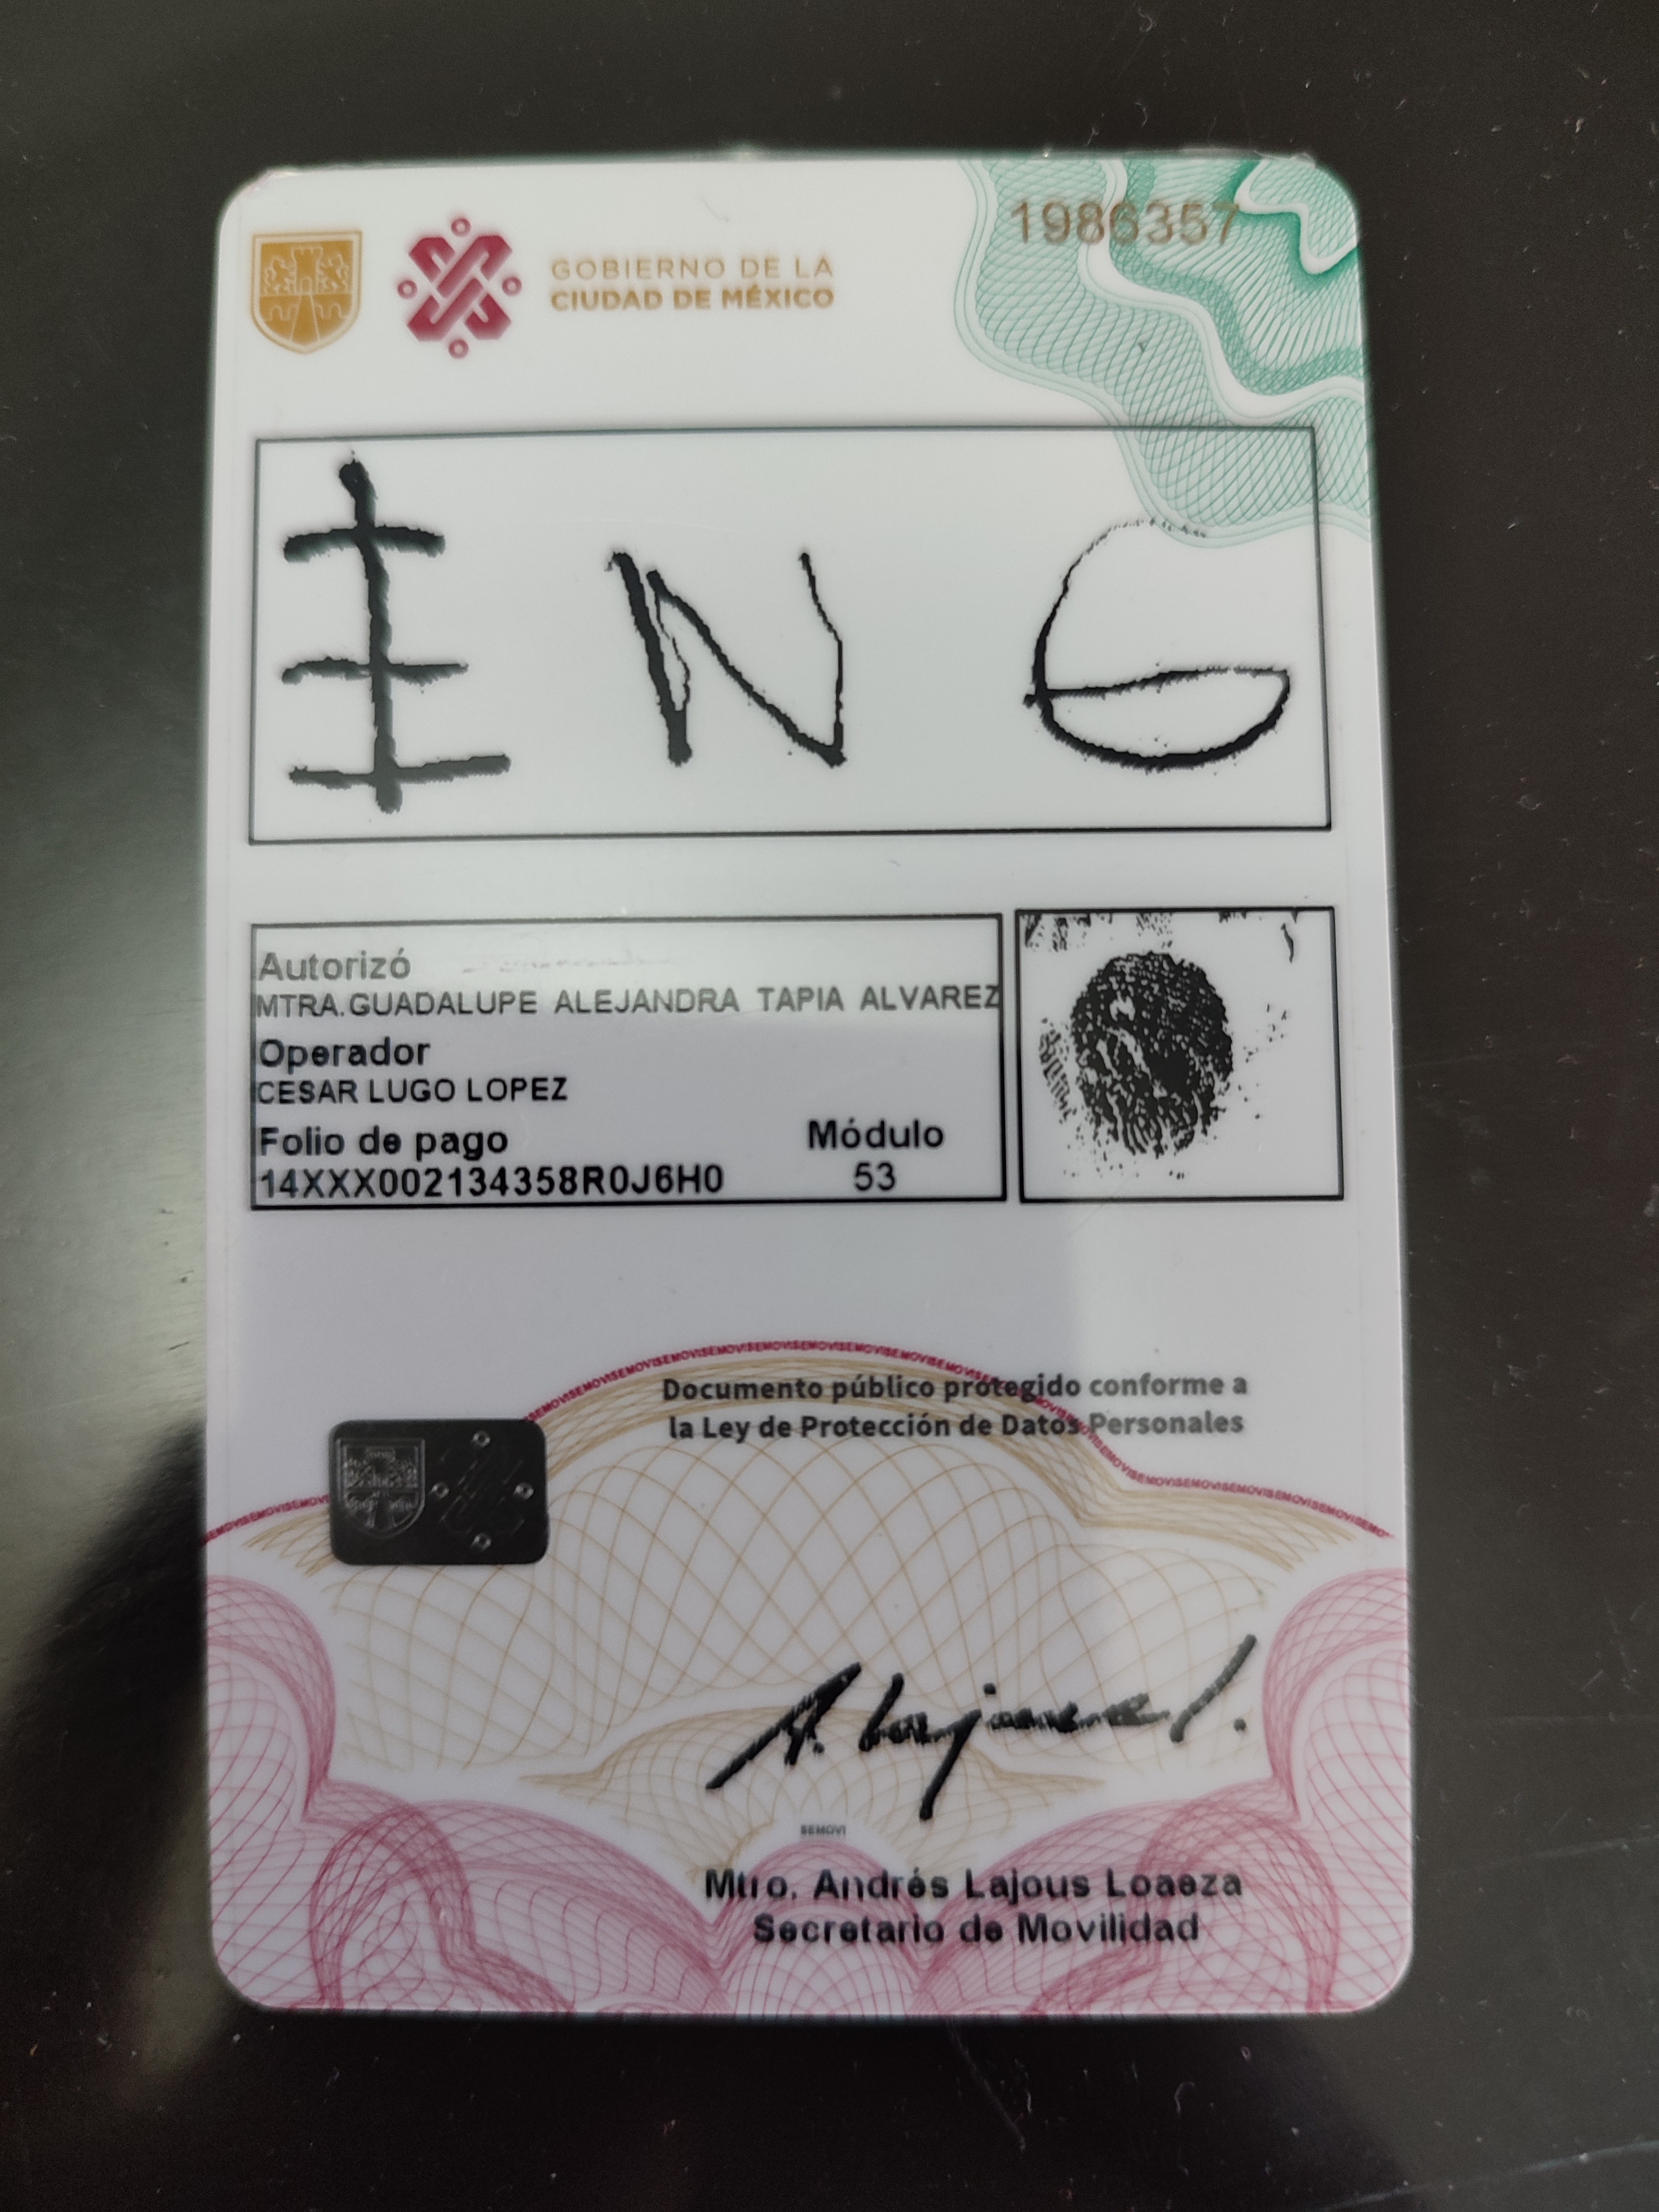 1986357
GOBIERNO DE LA
CIUDAD DE MÉXICO
E N G
Autorizó
MTRA.GUADALUPE ALEJANDRA TAPIA ALVAREZ
Operador
CESAR LUGO LOPEZ
Folio de pago
14XXX002134358R0J6H0
Módulo
53
SEMOVISEMOVISEMOVISEMOVISEMOVISEMOVISEMOVI
Documento público protegido conforme a
la Ley de Protección de Datos Personales
A. Lajous L.
SEMOVI
Mtro. Andrés Lajous Loaeza
Secretario de Movilidad